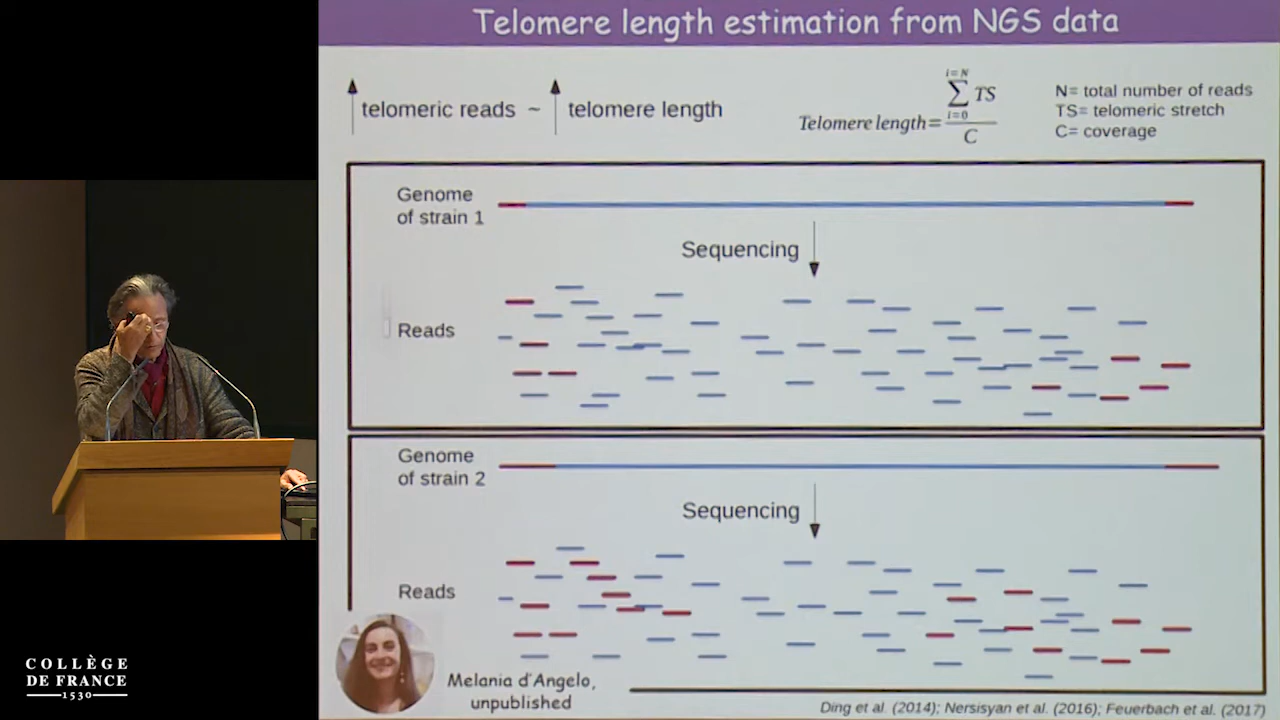 Telomere length estimation from NGS data
telomeric reads ~ telomere length
Telomere length = \frac{\sum_{i=0}^{i=N} TS}{C}
N= total number of reads
TS= telomeric stretch
C= coverage
Genome
of strain 1
Sequencing
Reads
Genome
of strain 2
Sequencing
Reads
Melania d'Angelo,
unpublished
Ding et al. (2014); Nersisyan et al. (2016); Feuerbach et al. (2017)
COLLÈGE
DE FRANCE
1530